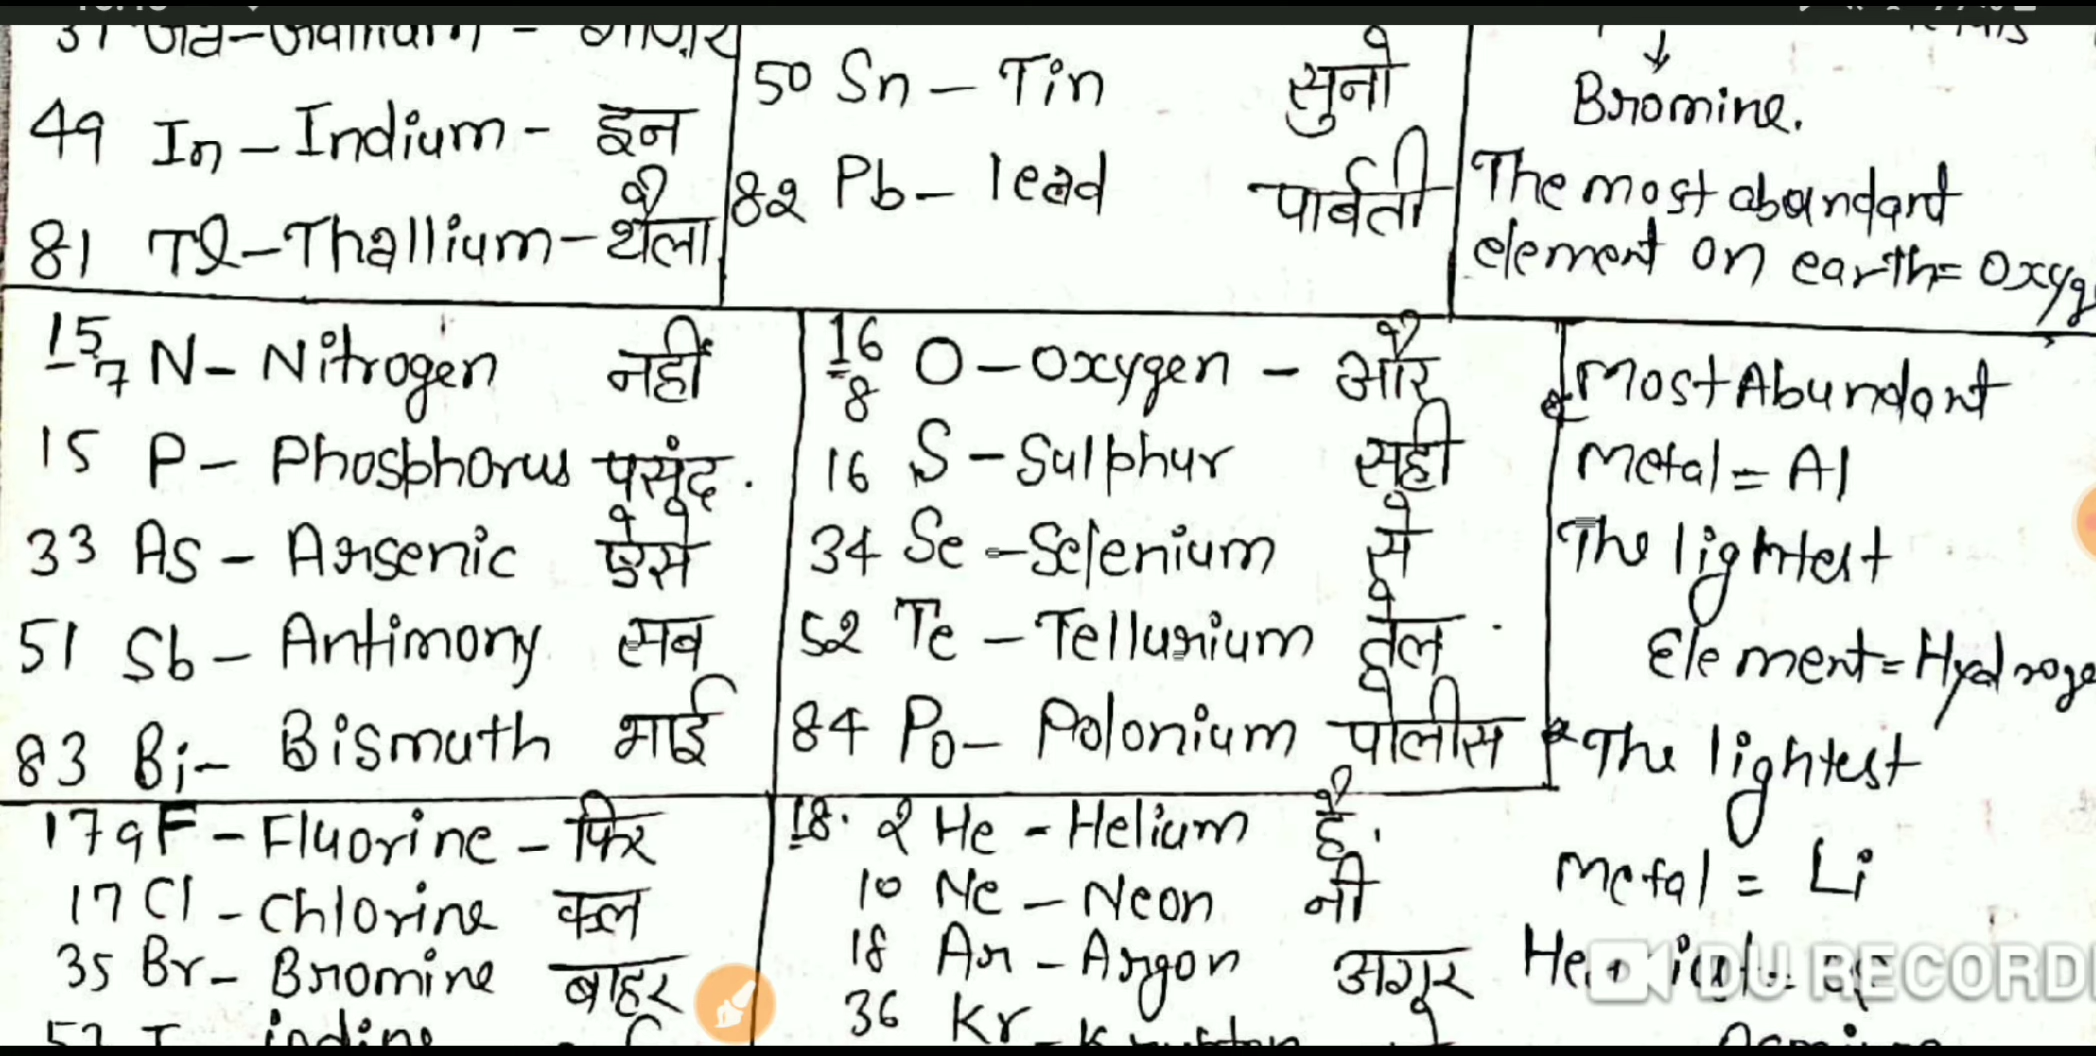 49 In - Indium - इन
81 Tl - Thallium - थैला
50 Sn - Tin सुनो
82 Pb - lead पार्वती
Bromine.
The most abundant
element on earth = Oxyg
15
7 N - Nitrogen नहीं
15 P - Phosphorus पसंद.
33 As - Arsenic ऐसे
51 Sb - Antimony सब
83 Bi - Bismuth भाई
16
8 O - Oxygen - और
16 S - Sulphur सही
34 Se - Selenium से
52 Te - Tellurium तेल
84 Po - Polonium पोलीस
Most Abundant
Metal = Al
The lightest
Element = Hydroge
The lightest
Metal = Li
17 9 F - Fluorine - फिर
17 Cl - Chlorine कल
35 Br - Bromine बाहर
18. 2 He - Helium है.
10 Ne - Neon नी
18 Ar - Argon अगूर
36 Kr
DU RECORD